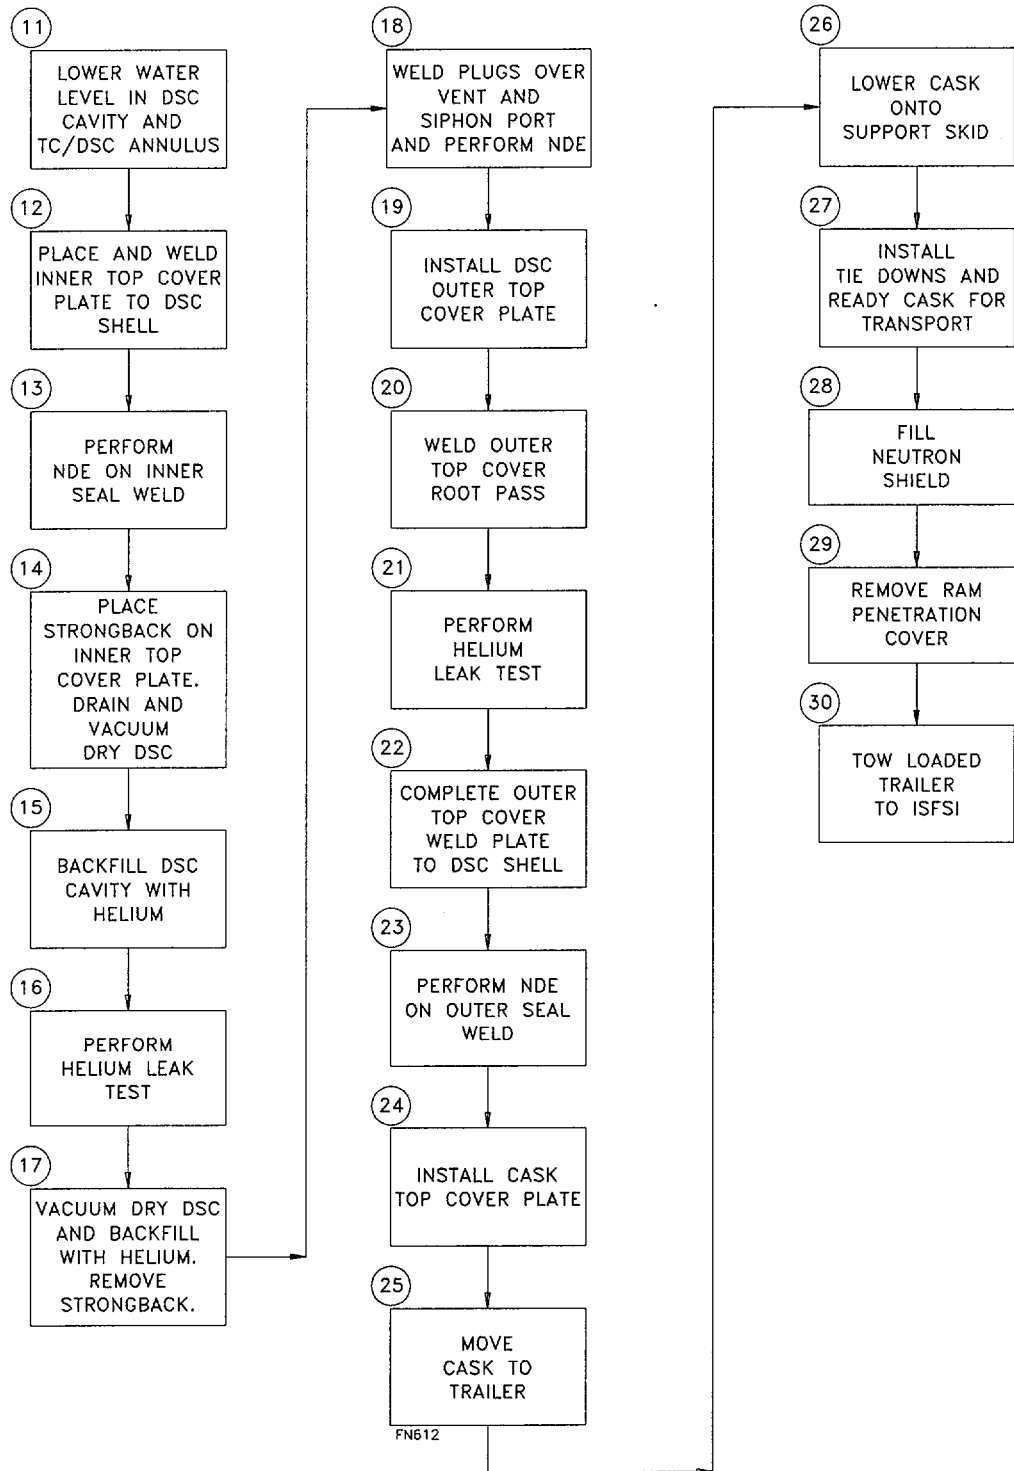 11
LOWER WATER
LEVEL IN DSC
CAVITY AND
TC/DSC ANNULUS
12
PLACE AND WELD
INNER TOP COVER
PLATE TO DSC
SHELL
13
PERFORM
NDE ON INNER
SEAL WELD
14
PLACE
STRONGBACK ON
INNER TOP
COVER PLATE.
DRAIN AND
VACUUM
DRY DSC
15
BACKFILL DSC
CAVITY WITH
HELIUM
16
PERFORM
HELIUM LEAK
TEST
17
VACUUM DRY DSC
AND BACKFILL
WITH HELIUM.
REMOVE
STRONGBACK.
18
WELD PLUGS OVER
VENT AND
SIPHON PORT
AND PERFORM NDE
19
INSTALL DSC
OUTER TOP
COVER PLATE
20
WELD OUTER
TOP COVER
ROOT PASS
21
PERFORM
HELIUM
LEAK TEST
22
COMPLETE OUTER
TOP COVER
WELD PLATE
TO DSC SHELL
23
PERFORM NDE
ON OUTER SEAL
WELD
24
INSTALL CASK
TOP COVER PLATE
25
MOVE
CASK TO
TRAILER
FN612
26
LOWER CASK
ONTO
SUPPORT SKID
27
INSTALL
TIE DOWNS AND
READY CASK FOR
TRANSPORT
28
FILL
NEUTRON
SHIELD
29
REMOVE RAM
PENETRATION
COVER
30
TOW LOADED
TRAILER
TO ISFSI